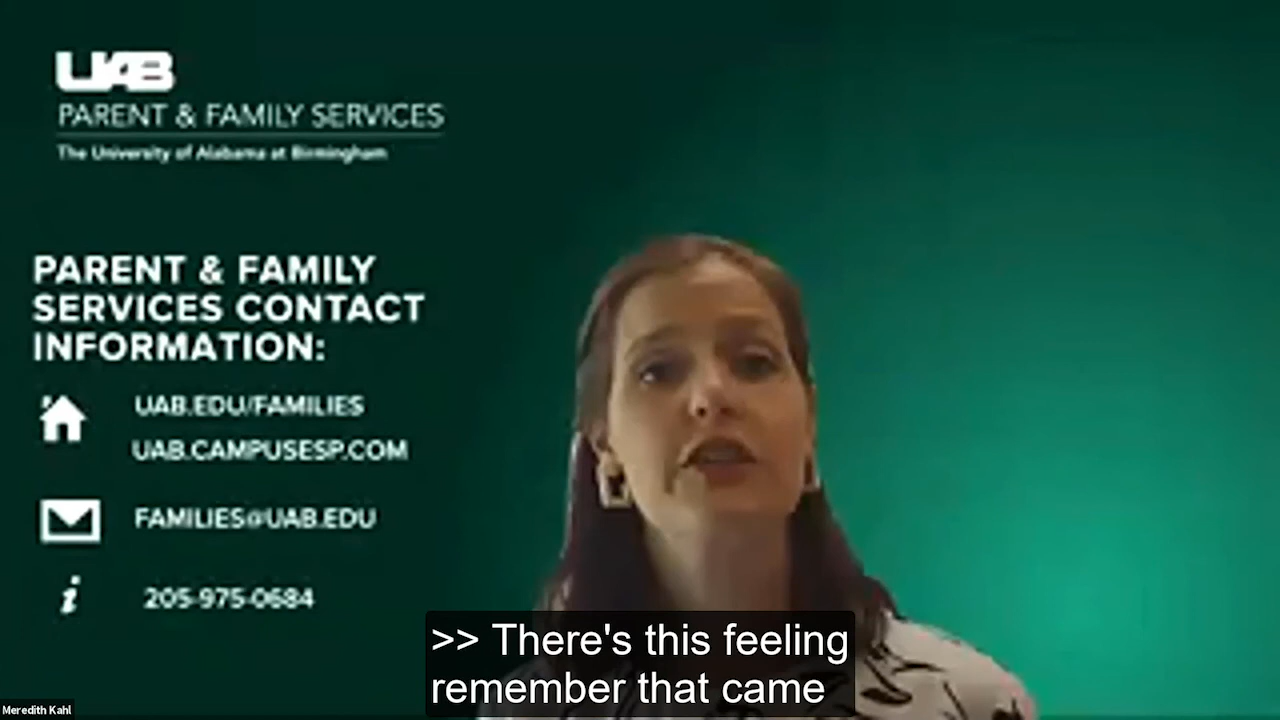 UAB
PARENT & FAMILY SERVICES
The University of Alabama at Birmingham
PARENT & FAMILY
SERVICES CONTACT
INFORMATION:
UAB.EDU/FAMILIES
UAB.CAMPUSESP.COM
FAMILIES@UAB.EDU
205-975-0684
>> There's this feeling
remember that came
Meredith Kahl